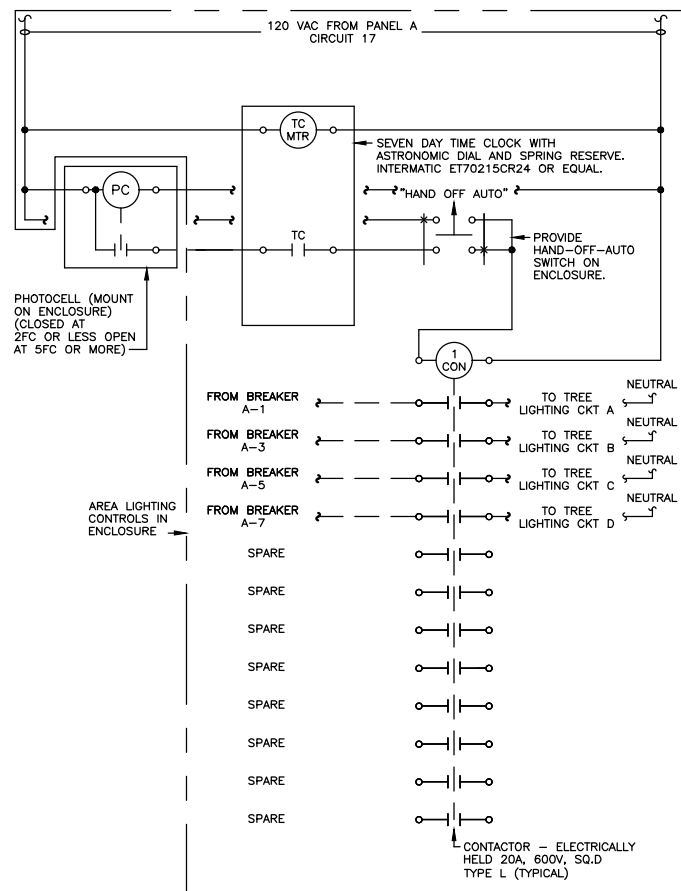 120 VAC FROM PANEL A
CIRCUIT 17
TC
MTR
SEVEN DAY TIME CLOCK WITH
ASTRONOMIC DIAL AND SPRING RESERVE.
INTERMATIC ET70215CR24 OR EQUAL.
PC
"HAND OFF AUTO"
TC
PROVIDE
HAND-OFF-AUTO
SWITCH ON
ENCLOSURE.
PHOTOCELL (MOUNT
ON ENCLOSURE)
(CLOSED AT
2FC OR LESS OPEN
AT 5FC OR MORE)
1
CON
FROM BREAKER
A-1
TO TREE
LIGHTING CKT A
NEUTRAL
FROM BREAKER
A-3
TO TREE
LIGHTING CKT B
NEUTRAL
FROM BREAKER
A-5
TO TREE
LIGHTING CKT C
NEUTRAL
FROM BREAKER
A-7
TO TREE
LIGHTING CKT D
NEUTRAL
AREA LIGHTING
CONTROLS IN
ENCLOSURE
SPARE
SPARE
SPARE
SPARE
SPARE
SPARE
SPARE
SPARE
CONTACTOR - ELECTRICALLY
HELD 20A, 600V, SQ.D
TYPE L (TYPICAL)